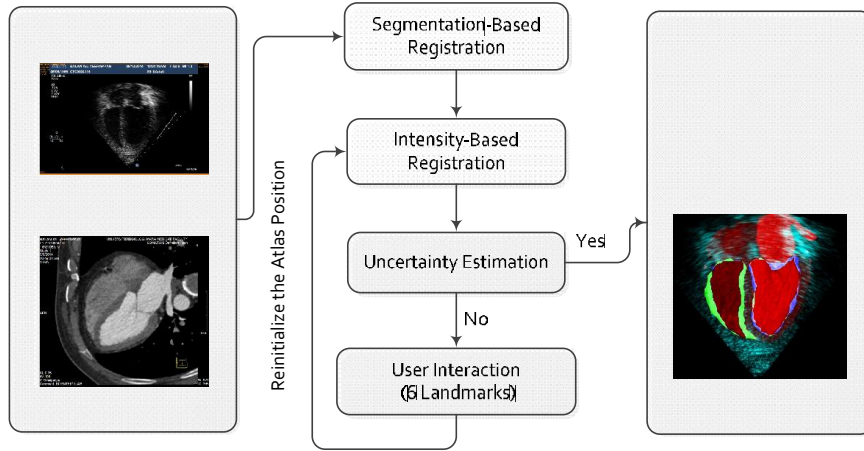 Segmentation-Based
Registration
Intensity-Based
Registration
Reinitialize the Atlas Position
Uncertainty Estimation
Yes
No
User Interaction
(6 Landmarks)